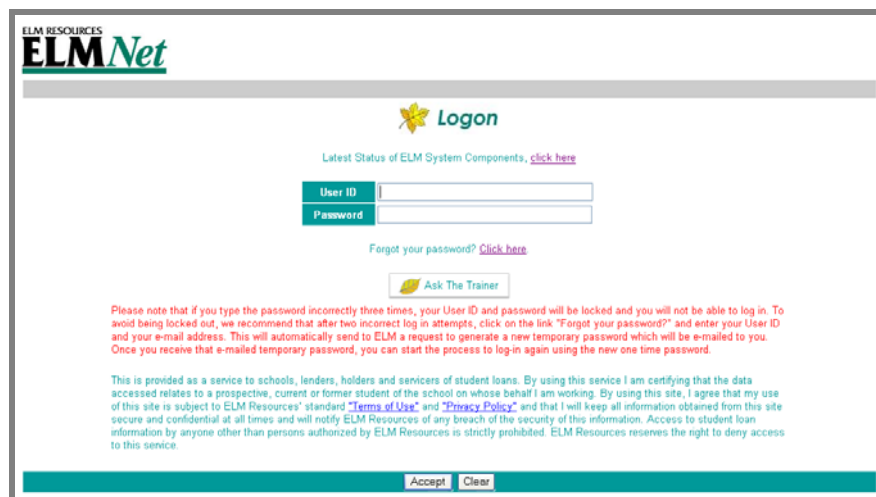 ELM RESOURCES
ELMNet
Logon
Latest Status of ELM System Components, click here
User ID
Password
Forgot your password? Click here.
Ask The Trainer
Please note that if you type the password incorrectly three times, your User ID and password will be locked and you will not be able to log in. To
avoid being locked out, we recommend that after two incorrect log in attempts, click on the link "Forgot your password?" and enter your User ID
and your e-mail address. This will automatically send to ELM a request to generate a new temporary password which will be e-mailed to you.
Once you receive that e-mailed temporary password, you can start the process to log-in again using the new one time password.
This is provided as a service to schools, lenders, holders and servicers of student loans. By using this service I am certifying that the data
accessed relates to a prospective, current or former student of the school on whose behalf I am working. By using this site, I agree that my use
of this site is subject to ELM Resources' standard "Terms of Use" and "Privacy Policy" and that I will keep all information obtained from this site
secure and confidential at all times and will notify ELM Resources of any breach of the security of this information. Access to student loan
information by anyone other than persons authorized by ELM Resources is strictly prohibited. ELM Resources reserves the right to deny access
to this service.
Accept Clear